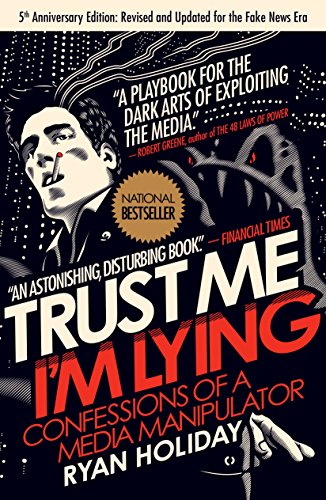 5th Anniversary Edition: Revised and Updated for the Fake News Era
"A PLAYBOOK FOR THE
DARK ARTS OF EXPLOITING
THE MEDIA."
— ROBERT GREENE, author of THE 48 LAWS OF POWER
NATIONAL
BESTSELLER
"AN ASTONISHING, DISTURBING BOOK." — FINANCIAL TIMES
TRUST ME
I'M LYING
CONFESSIONS OF A
MEDIA MANIPULATOR
RYAN HOLIDAY